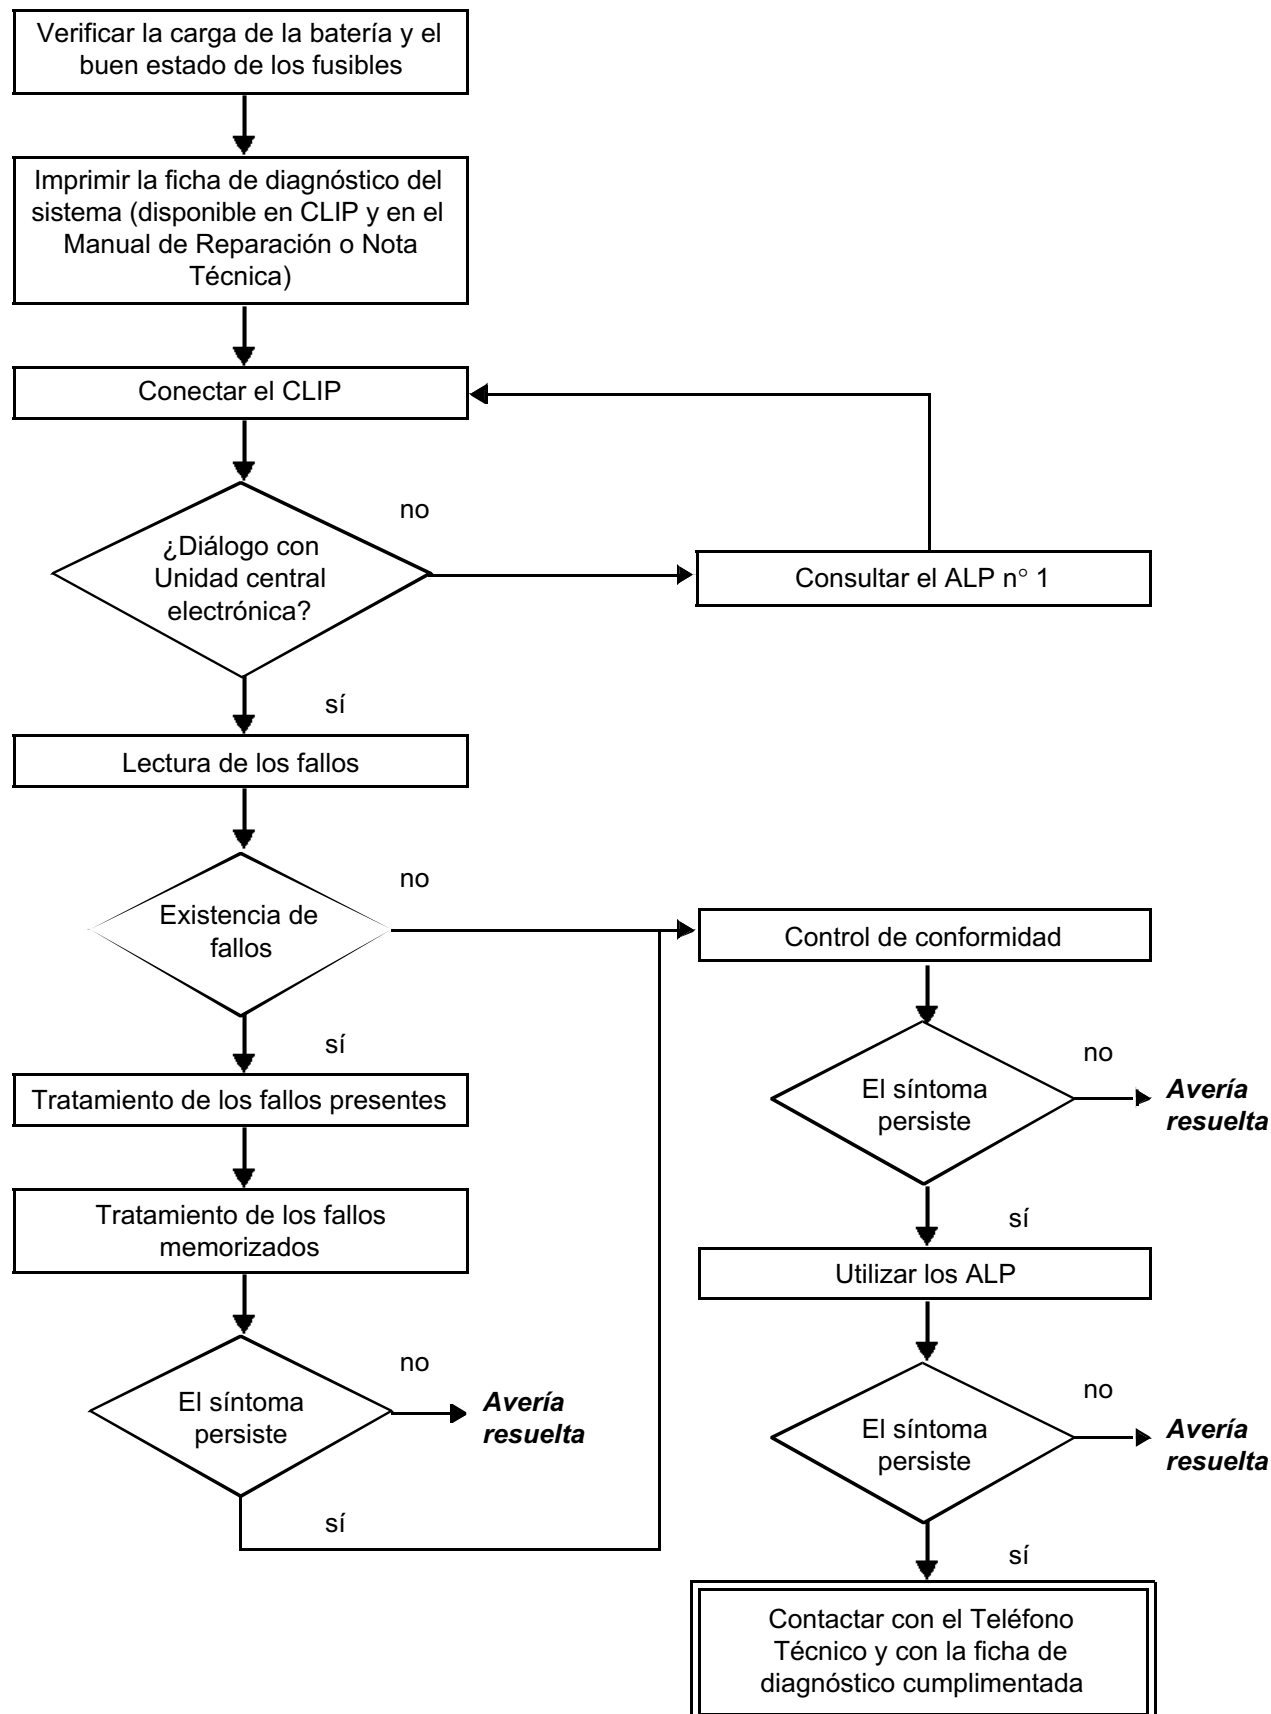 Verificar la carga de la batería y el
buen estado de los fusibles
Imprimir la ficha de diagnóstico del
sistema (disponible en CLIP y en el
Manual de Reparación o Nota
Técnica)
Conectar el CLIP
no
¿Diálogo con
Unidad central
electrónica?
Consultar el ALP n° 1
sí
Lectura de los fallos
no
Existencia de
fallos
sí
Tratamiento de los fallos presentes
Tratamiento de los fallos
memorizados
no
El síntoma
persiste
Avería
resuelta
sí
Control de conformidad
no
El síntoma
persiste
Avería
resuelta
sí
Utilizar los ALP
no
El síntoma
persiste
Avería
resuelta
sí
Contactar con el Teléfono
Técnico y con la ficha de
diagnóstico cumplimentada